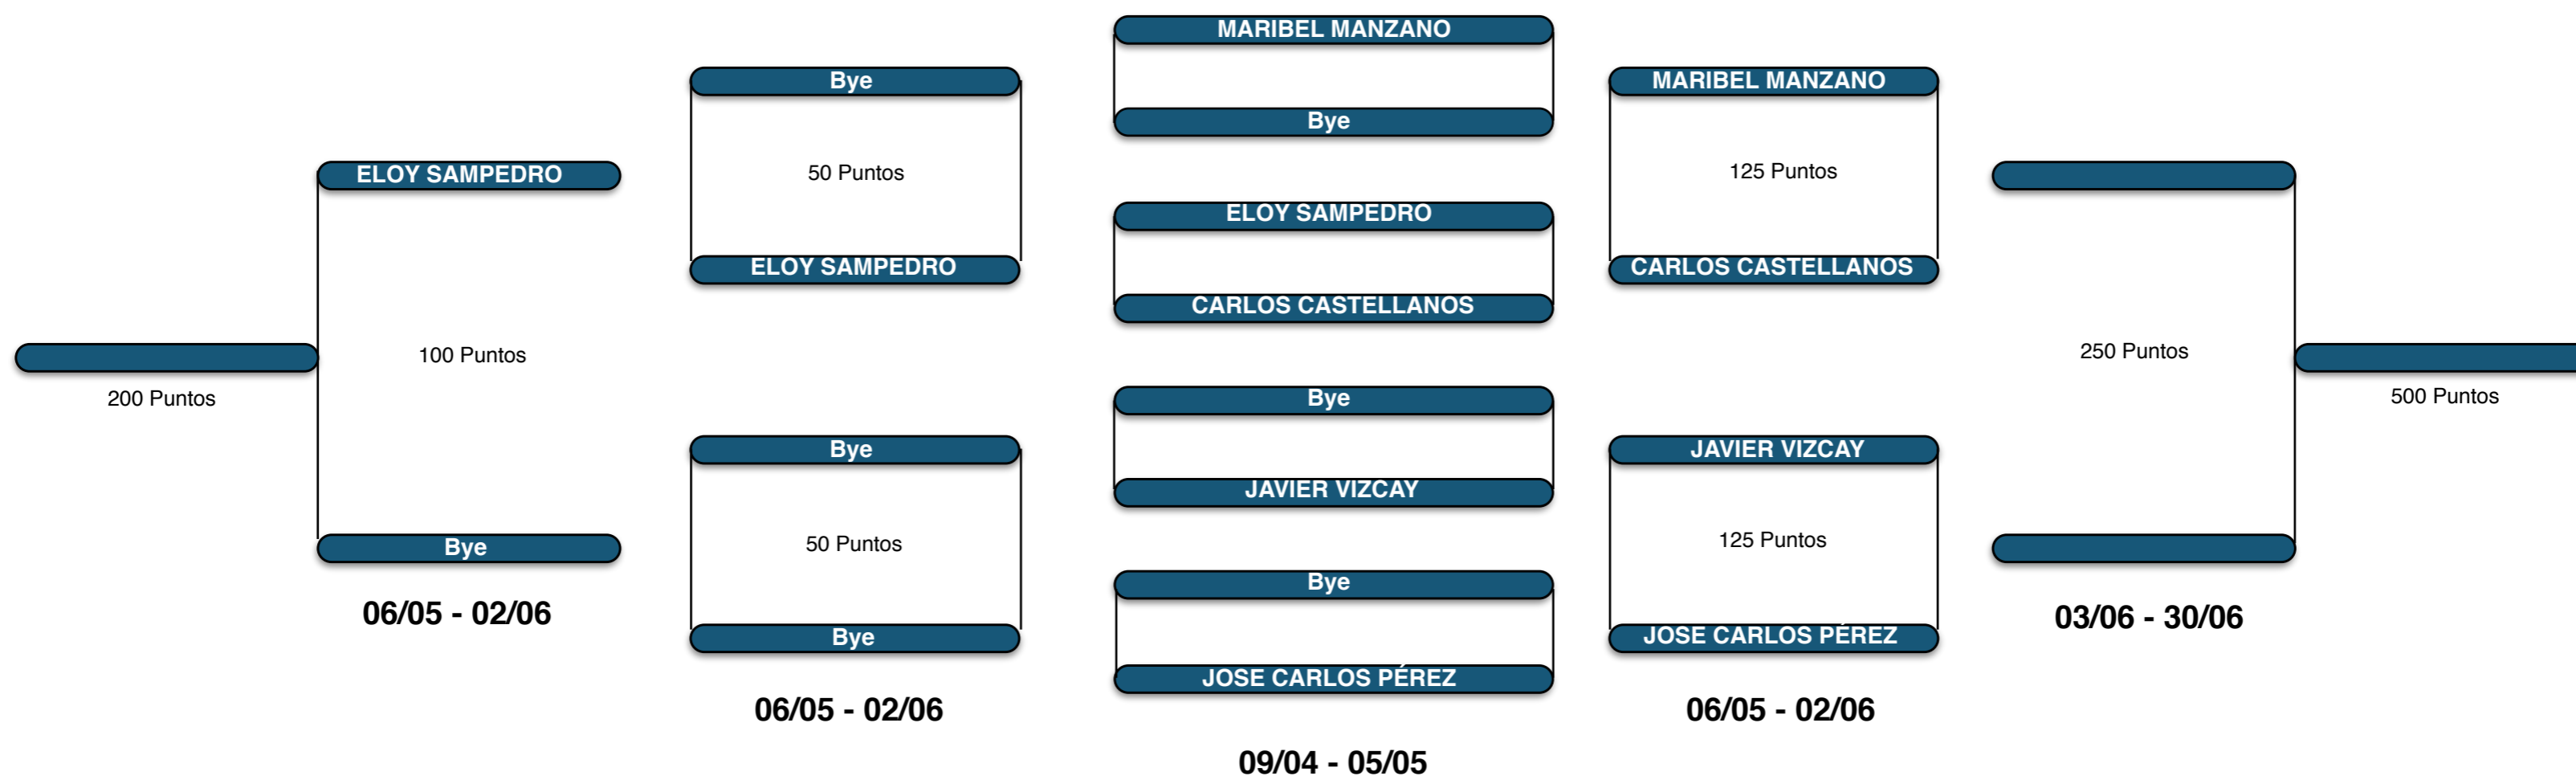 MARIBEL MANZANO
Bye
MARIBEL MANZANO
Bye
ELOY SAMPEDRO
50 Puntos
125 Puntos
ELOY SAMPEDRO
ELOY SAMPEDRO
CARLOS CASTELLANOS
CARLOS CASTELLANOS
100 Puntos
250 Puntos
200 Puntos
Bye
500 Puntos
Bye
JAVIER VIZCAY
JAVIER VIZCAY
Bye
50 Puntos
125 Puntos
Bye
06/05 - 02/06
03/06 - 30/06
Bye
JOSE CARLOS PÉREZ
JOSE CARLOS PÉREZ
06/05 - 02/06
06/05 - 02/06
09/04 - 05/05